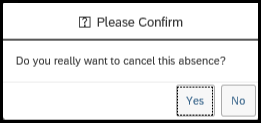 Please Confirm
Do you really want to cancel this absence?
Yes
No